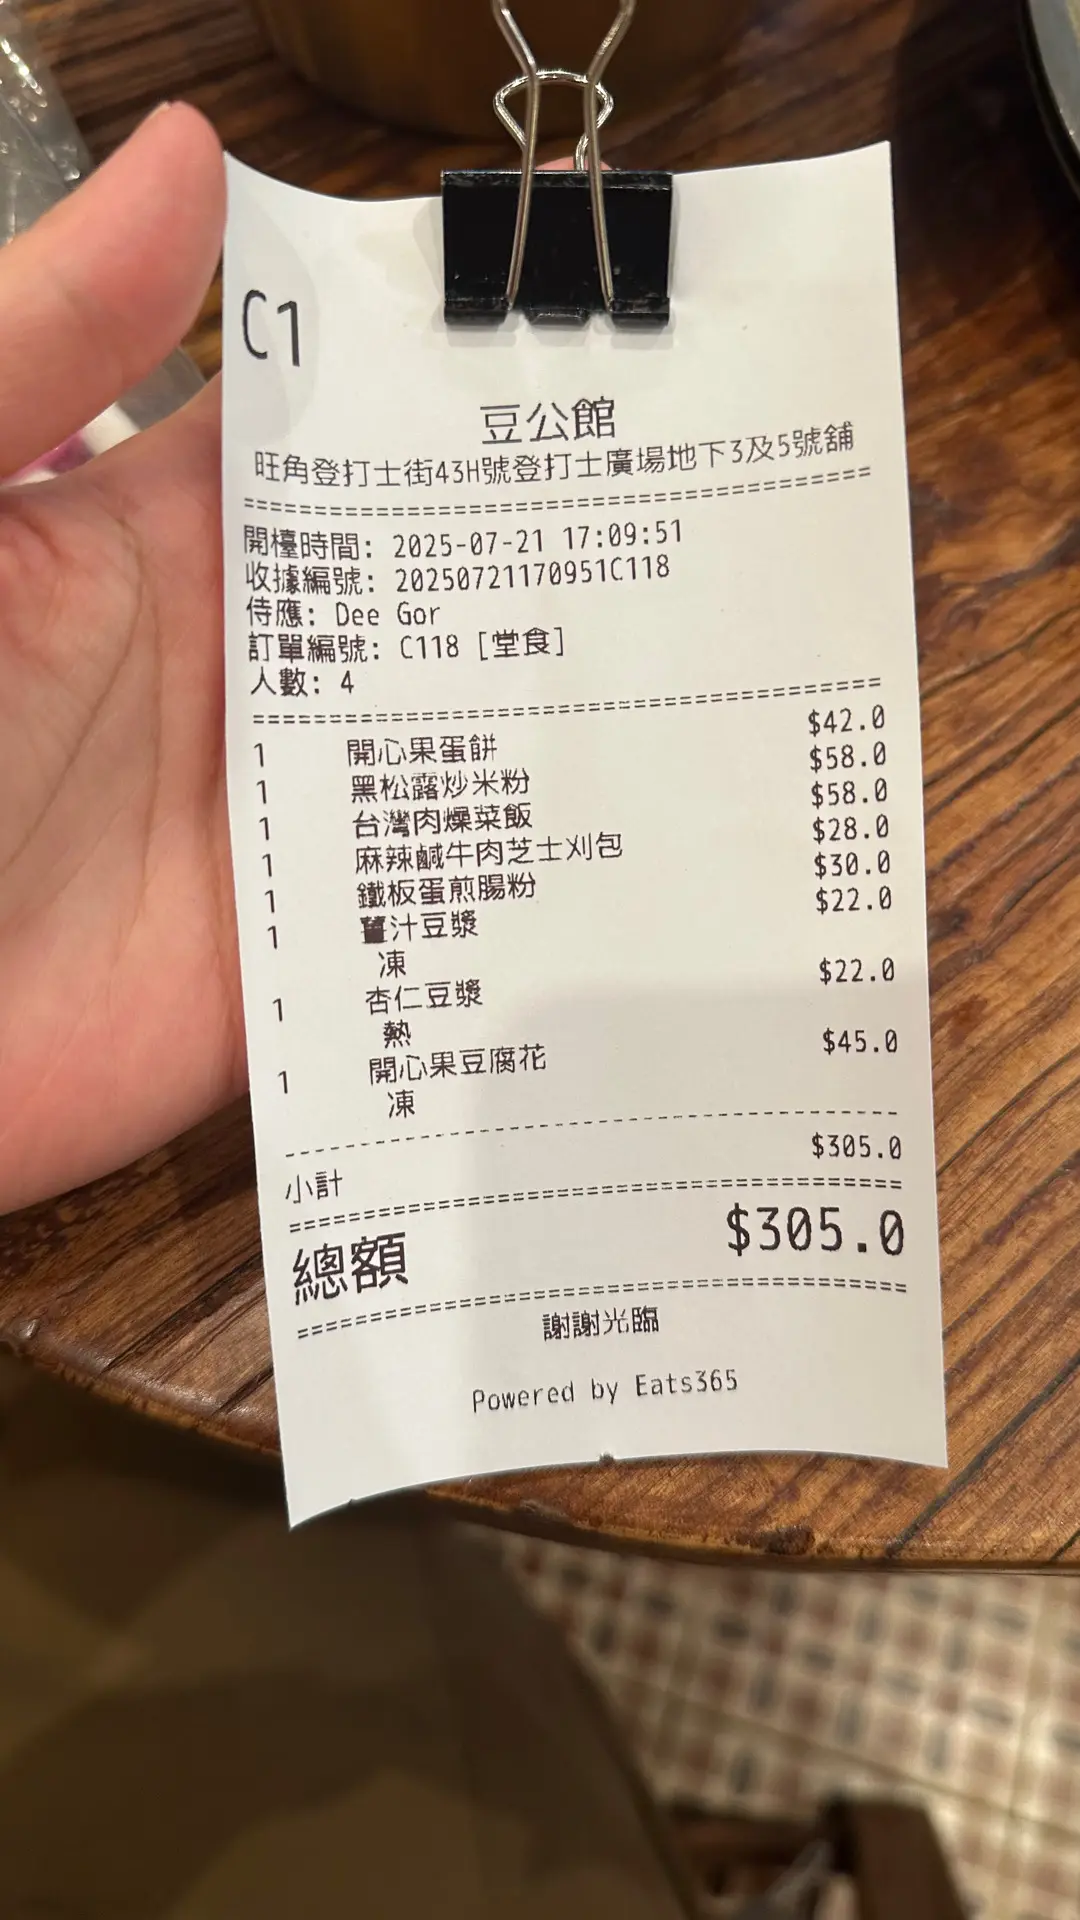 C1
豆公館
旺角登打士街43H號登打士廣場地下3及5號舖
===========================================
開檯時間: 2025-07-21 17:09:51
收據編號: 20250721170951C118
侍應: Dee Gor
訂單編號: C118 [堂食]
人數: 4
===========================================
1 開心果蛋餅 $42.0
1 黑松露炒米粉 $58.0
1 台灣肉燥菜飯 $58.0
1 麻辣鹹牛肉芝士刈包 $28.0
1 鐵板蛋煎腸粉 $30.0
1 薑汁豆漿 $22.0
凍
1 杏仁豆漿 $22.0
熱
1 開心果豆腐花 $45.0
凍
-------------------------------------------
小計 $305.0
===========================================
總額 $305.0
===========================================
謝謝光臨
Powered by Eats365